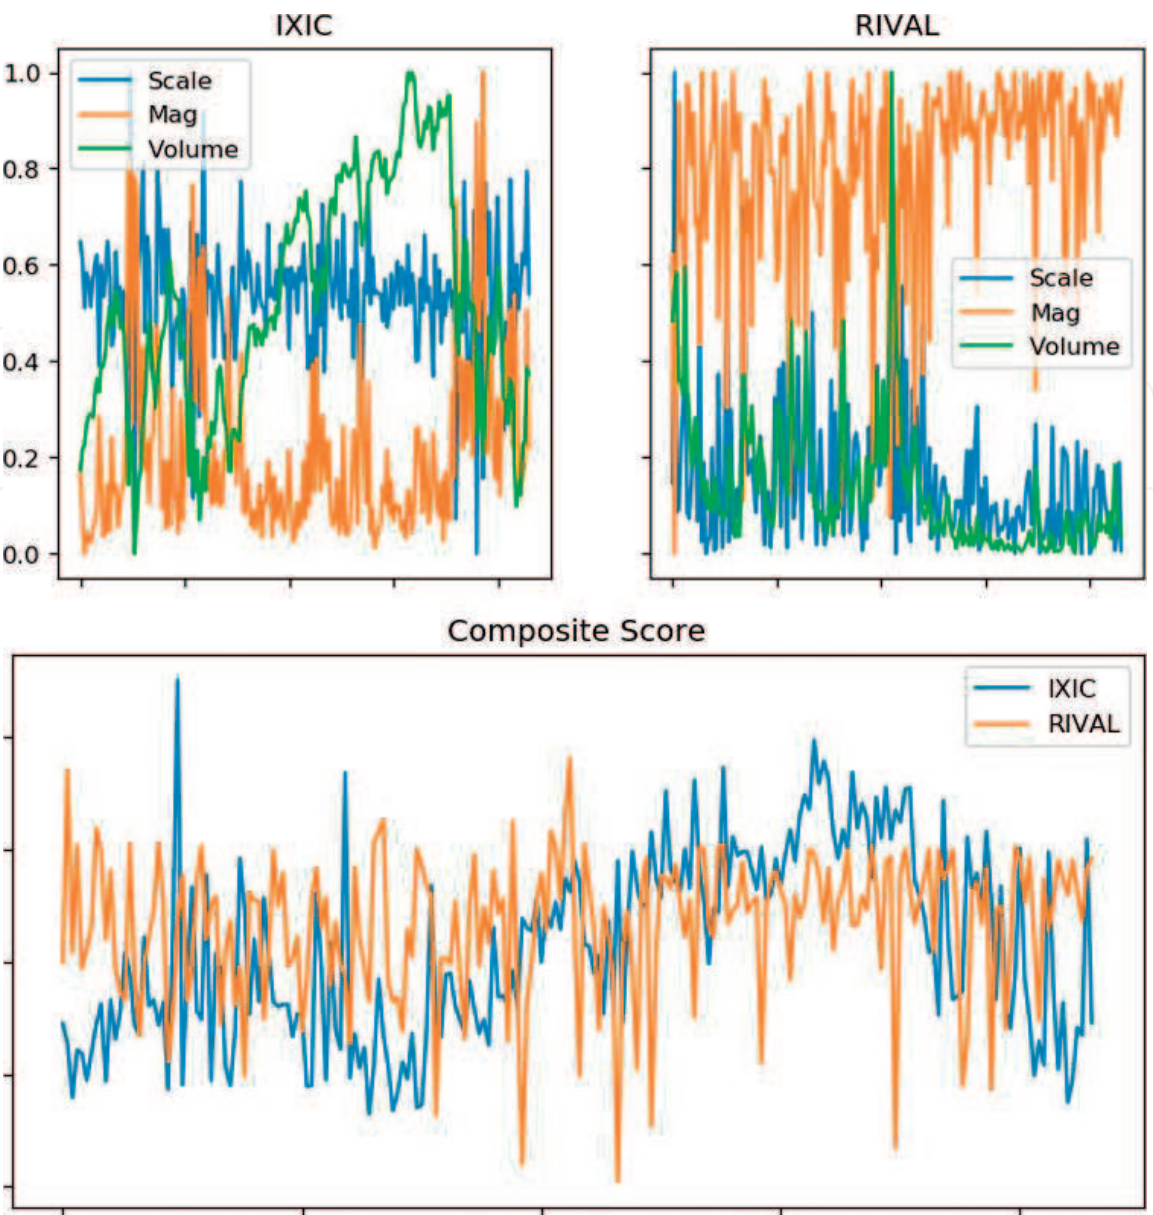 IXIC
RIVAL
1.0
0.8
0.6
0.4
0.2
0.0
Scale
Mag
Volume
Scale
Mag
Volume
Composite Score
IXIC
RIVAL